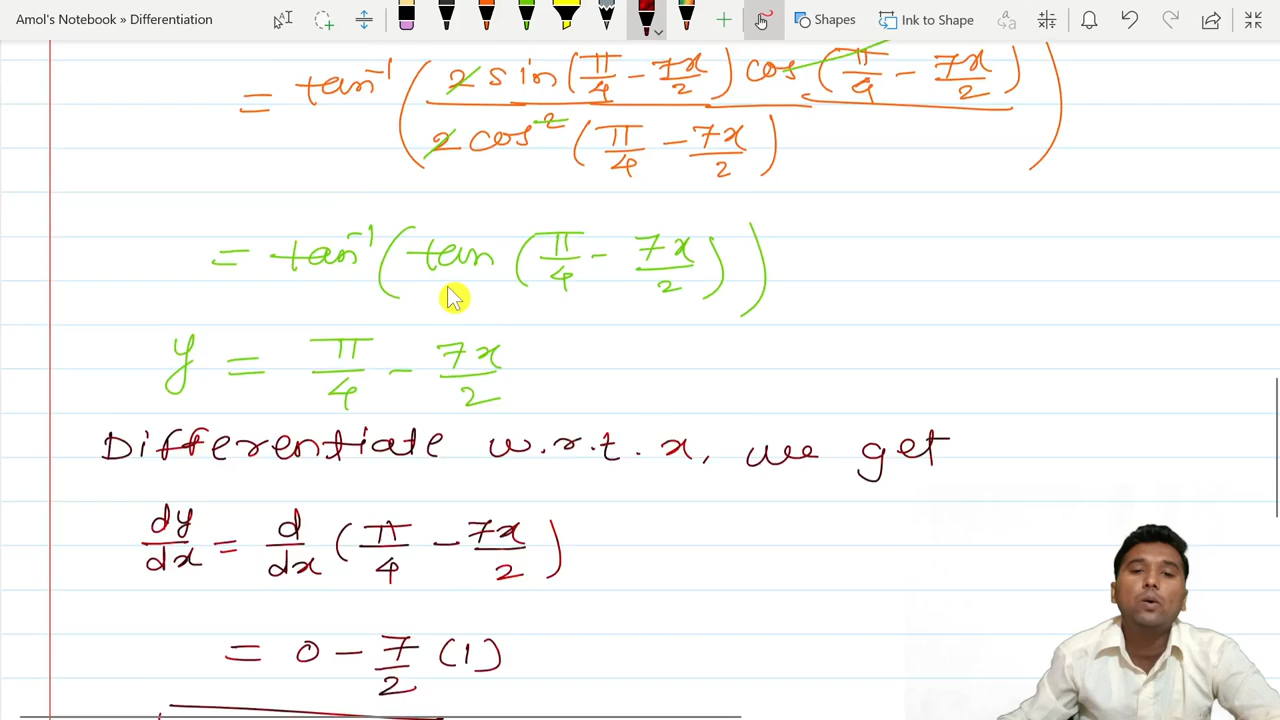 Amol's Notebook » Differentiation Shapes Ink to Shape
= tan⁻¹ ( 2 sin(π/4 - 7x/2) cos (π/4 - 7x/2) / 2 cos² (π/4 - 7x/2) )
= tan⁻¹ ( tan (π/4 - 7x/2) )
y = π/4 - 7x/2
Differentiate w.r.t. x, we get
dy/dx = d/dx (π/4 - 7x/2)
= 0 - 7/2 (1)